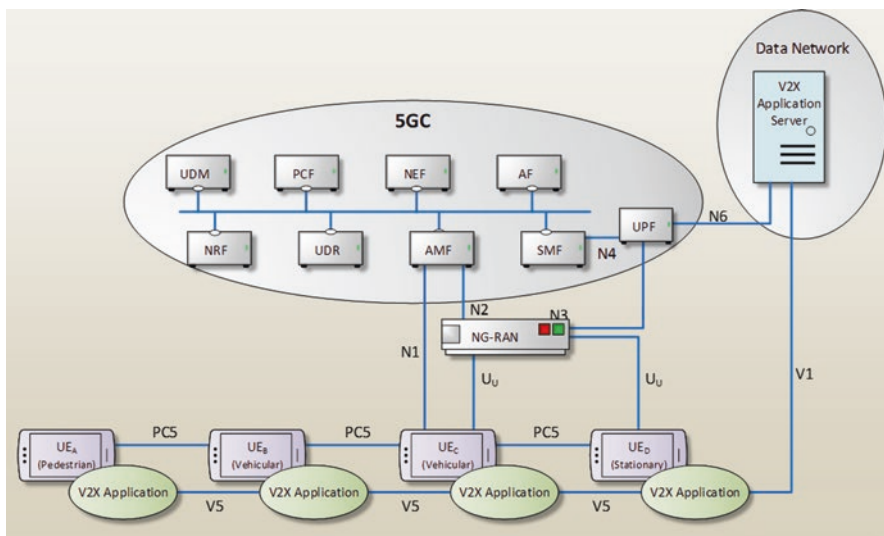 Data Network
V2X
Application
Server
5GC
UDM
PCF
NEF
AF
NRF
UDR
AMF
SMF
UPF
N4
N6
N2
N3
NG-RAN
N1
UU
UU
V1
PC5
PC5
PC5
UEA
(Pedestrian)
UEB
(Vehicular)
UEC
(Vehicular)
UED
(Stationary)
V2X Application
V2X Application
V2X Application
V2X Application
V5
V5
V5